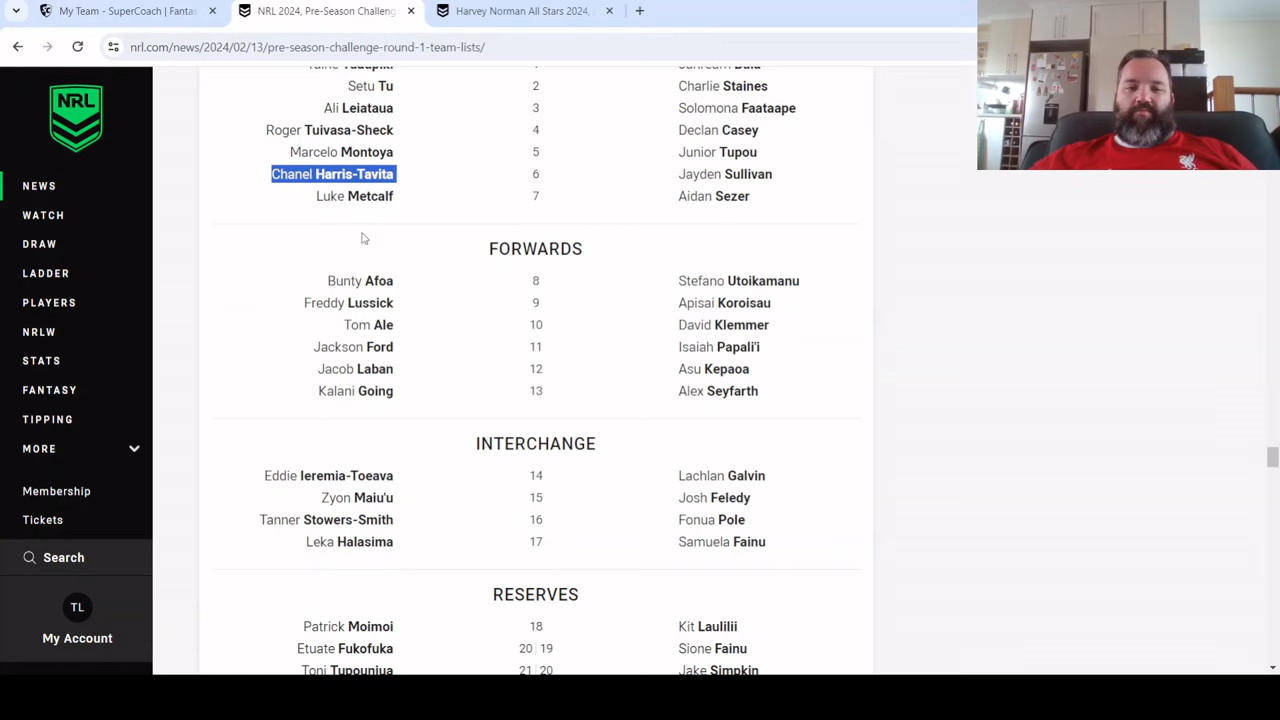 My Team - SuperCoach | Fantas
NRL 2024, Pre-Season Challeng
Harvey Norman All Stars 2024,
nrl.com/news/2024/02/13/pre-season-challenge-round-1-team-lists/
NRL
NEWS
WATCH
DRAW
LADDER
PLAYERS
NRLW
STATS
FANTASY
TIPPING
MORE
Membership
Tickets
Search
TL
My Account
Setu Tu 2 Charlie Staines
Ali Leiataua 3 Solomona Faataape
Roger Tuivasa-Sheck 4 Declan Casey
Marcelo Montoya 5 Junior Tupou
Chanel Harris-Tavita 6 Jayden Sullivan
Luke Metcalf 7 Aidan Sezer
FORWARDS
Bunty Afoa 8 Stefano Utoikamanu
Freddy Lussick 9 Apisai Koroisau
Tom Ale 10 David Klemmer
Jackson Ford 11 Isaiah Papali'i
Jacob Laban 12 Asu Kepaoa
Kalani Going 13 Alex Seyfarth
INTERCHANGE
Eddie Ieremia-Toeava 14 Lachlan Galvin
Zyon Maiu'u 15 Josh Feledy
Tanner Stowers-Smith 16 Fonua Pole
Leka Halasima 17 Samuela Fainu
RESERVES
Patrick Moimoi 18 Kit Laulilii
Etuate Fukofuka 20 | 19 Sione Fainu
Toni Tupouniua 21 | 20 Jake Simpkin